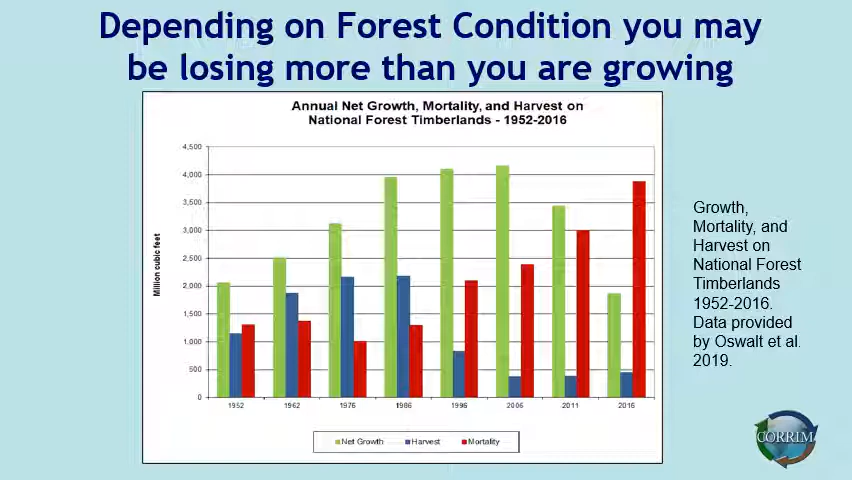 Depending on Forest Condition you may
be losing more than you are growing
Annual Net Growth, Mortality, and Harvest on
National Forest Timberlands - 1952-2016
Million cubic feet
4,500
4,000
3,500
3,000
2,500
2,000
1,500
1,000
500
0
1952 1962 1976 1986 1996 2006 2011 2016
Net Growth Harvest Mortality
Growth,
Mortality, and
Harvest on
National Forest
Timberlands
1952-2016.
Data provided
by Oswalt et al.
2019.
CORRIM